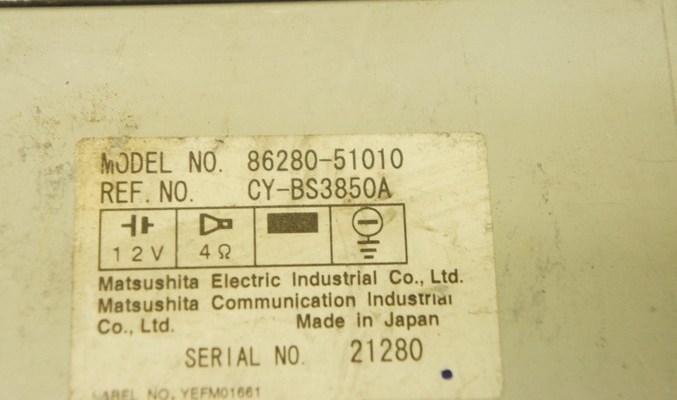 MODEL NO. 86280-51010
REF. NO. CY-BS3850A
12V 4Ω
Matsushita Electric Industrial Co., Ltd.
Matsushita Communication Industrial
Co., Ltd. Made in Japan
SERIAL NO. 21280
LABEL NO. YEFM01661